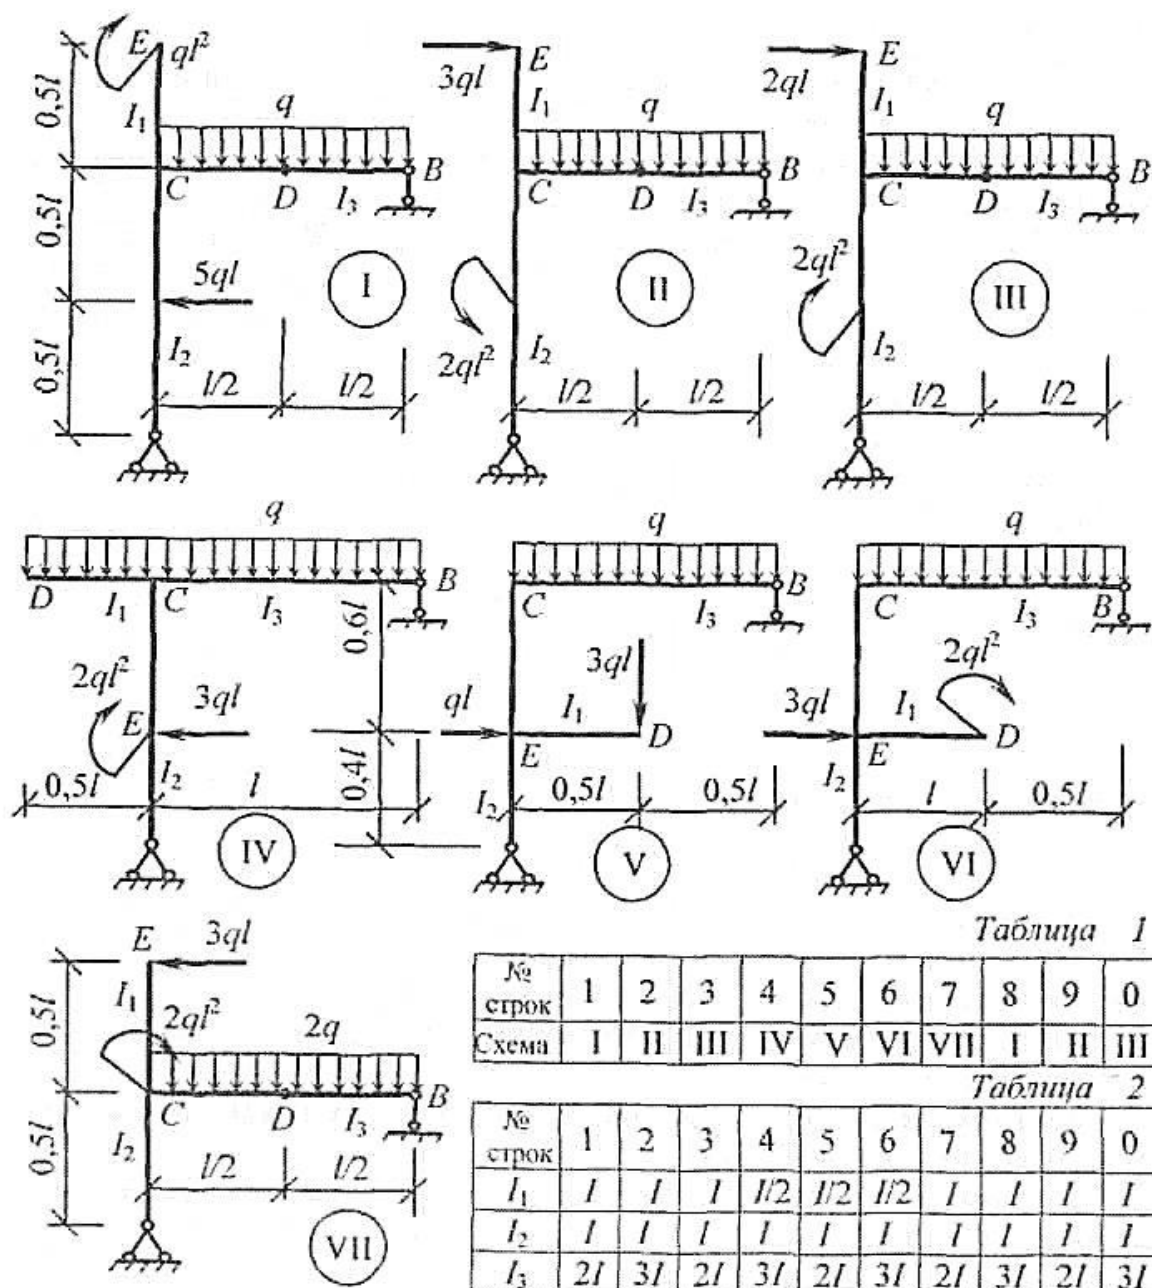 E ql² 3ql E 2ql E
0,5l I₁ q I₁ q I₁ q
C D I₃ B C D I₃ B C D I₃ B
0,5l 5ql I II 2ql² III
2ql²
0,5l I₂ l/2 l/2 I₂ l/2 l/2 I₂ l/2 l/2
q q q
D I₁ C I₃ B C I₃ B C I₃ B
0,6l
2ql² E 3ql ql 3ql I₁ 3ql 2ql² I₁
E D E D
0,5l I₂ l 0,4l I₂ 0,5l 0,5l I₂ l 0,5l
IV V VI
E 3ql
0,5l I₁ 2ql² 2q
C D I₃ B
0,5l I₂ l/2 l/2
VII
Таблица 1
№ строк 1 2 3 4 5 6 7 8 9 0
Схема I II III IV V VI VII I II III
Таблица 2
№ строк 1 2 3 4 5 6 7 8 9 0
I₁ I I I I/2 I/2 I/2 I I I I
I₂ I I I I I I I I I I
I₃ 2I 3I 2I 3I 2I 3I 2I 3I 2I 3I